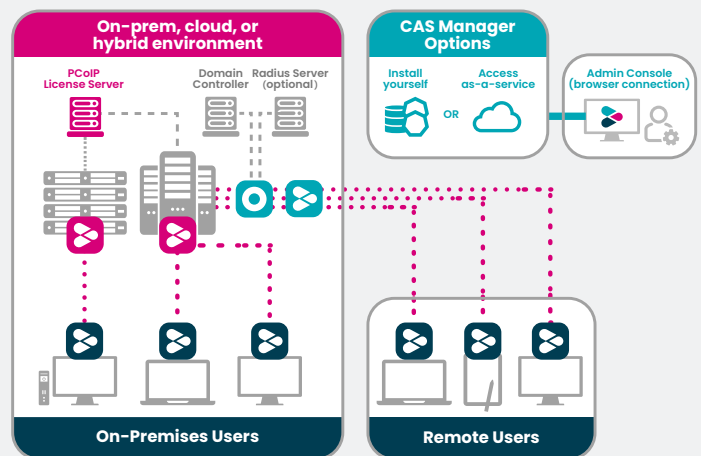 On-prem, cloud, or
hybrid environment
PCoIP
License Server
Domain
Controller
Radius Server
(optional)
On-Premises Users
CAS Manager
Options
Install
yourself
OR
Access
as-a-service
Admin Console
(browser connection)
Remote Users